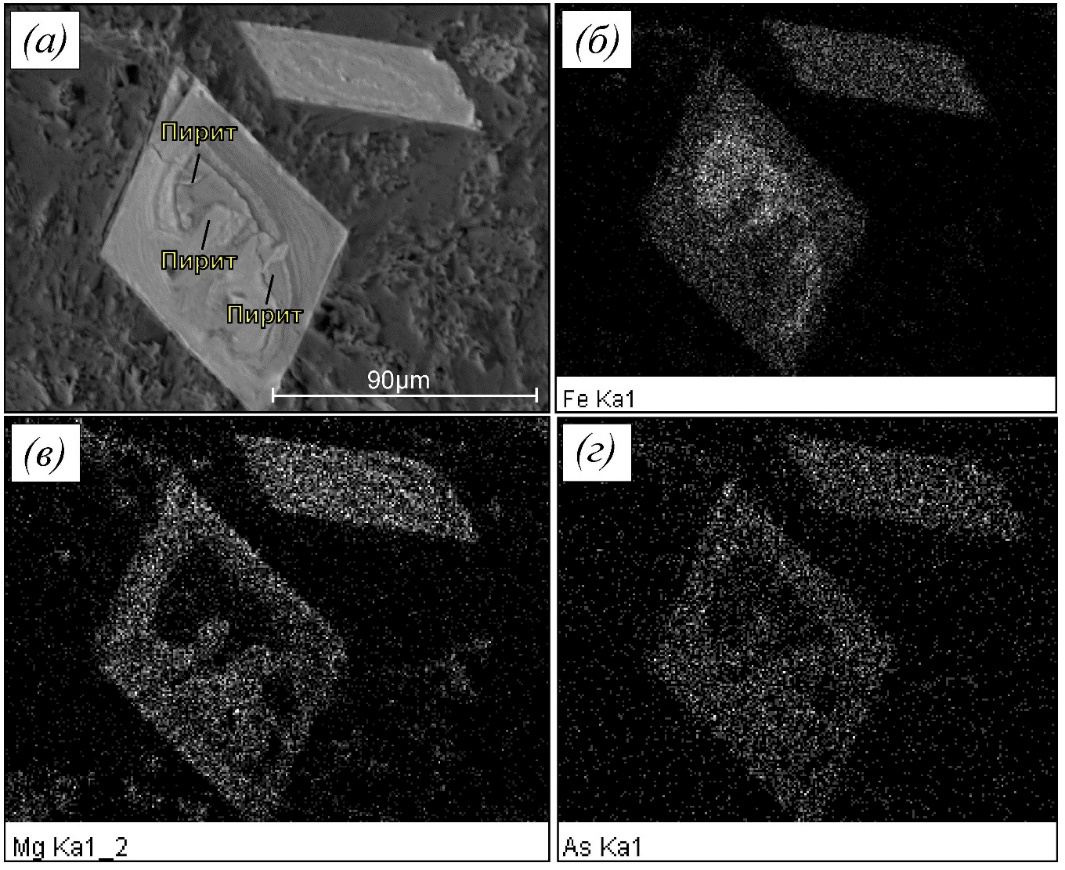 (а)
Пирит
Пирит
Пирит
90µm
(б)
Fe Ka1
(в)
Mg Ka1_2
(г)
As Ka1